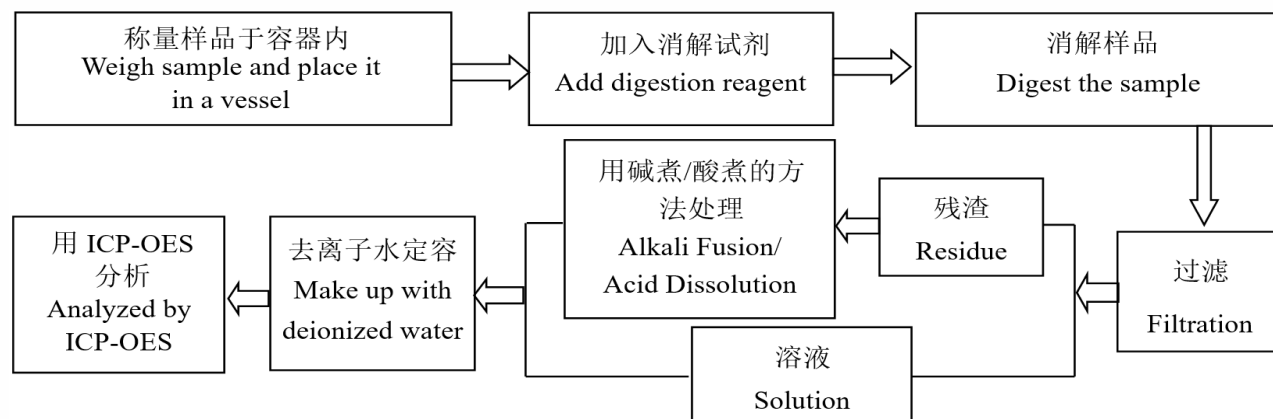 称量样品于容器内
Weigh sample and place it
in a vessel
加入消解试剂
Add digestion reagent
消解样品
Digest the sample
过滤
Filtration
残渣
Residue
用碱煮/酸煮的方
法处理
Alkali Fusion/
Acid Dissolution
溶液
Solution
去离子水定容
Make up with
deionized water
用 ICP-OES
分析
Analyzed by
ICP-OES